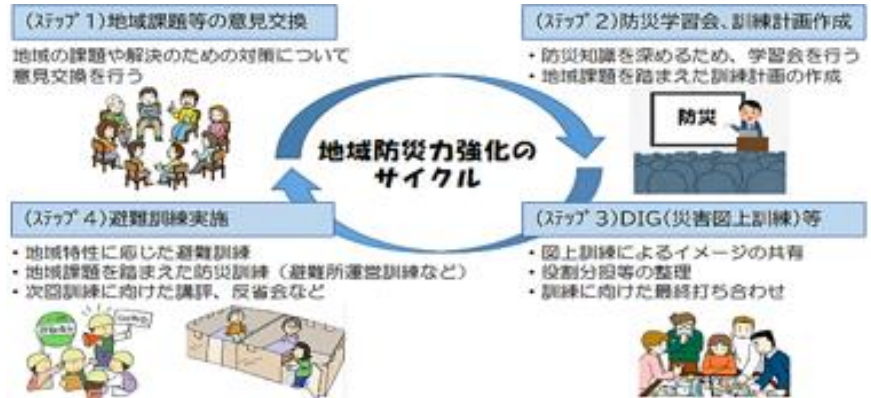 (ステップ1)地域課題等の意見交換
地域の課題や解決のための対策について
意見交換を行う
(ステップ2)防災学習会、訓練計画作成
・防災知識を深めるため、学習会を行う
・地域課題を踏まえた訓練計画の作成
防災
地域防災力強化の
サイクル
(ステップ3)DIG(災害図上訓練)等
・図上訓練によるイメージの共有
・役割分担等の整理
・訓練に向けた最終打ち合わせ
(ステップ4)避難訓練実施
・地域特性に応じた避難訓練
・地域課題を踏まえた防災訓練(避難所運営訓練など)
・次回訓練に向けた講評、反省会など